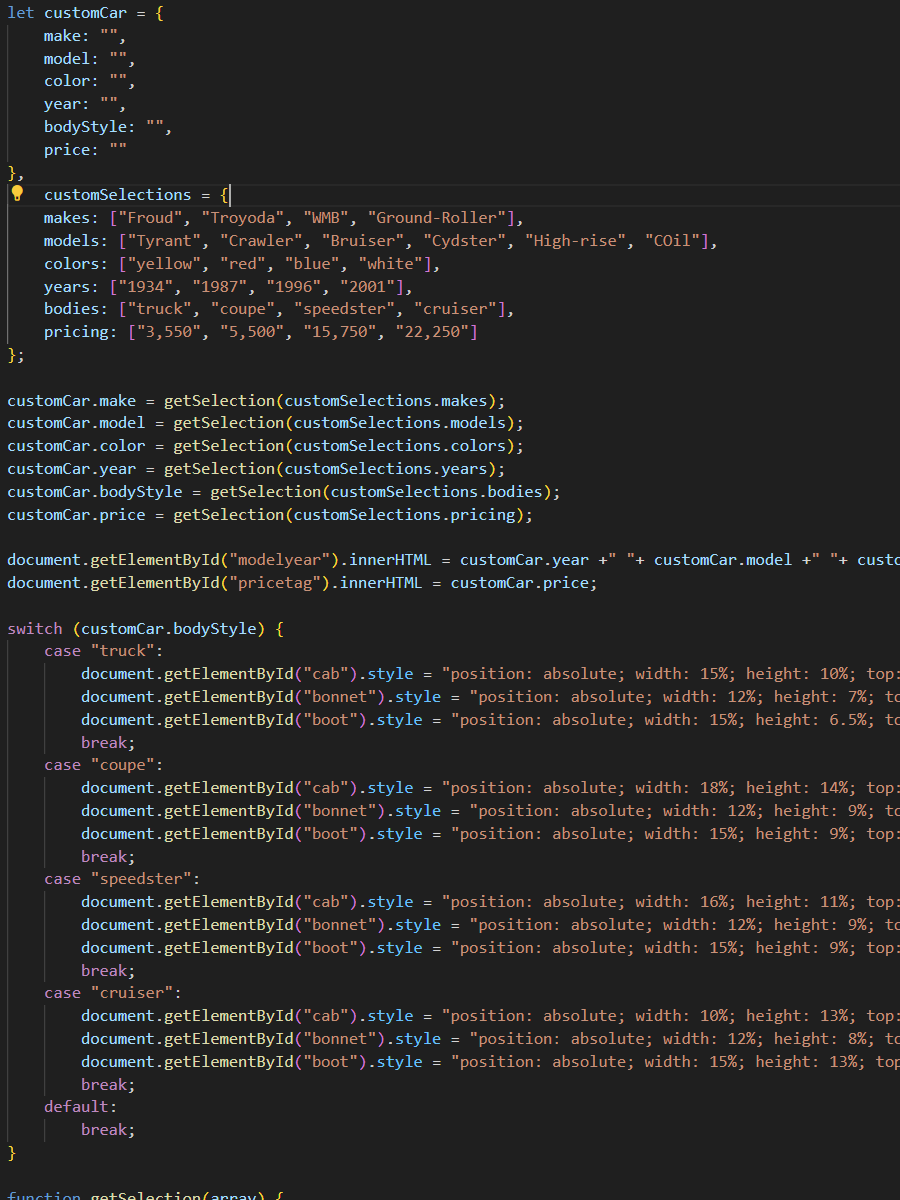 let customCar = {
    make: "",
    model: "",
    color: "",
    year: "",
    bodyStyle: "",
    price: ""
},
    customSelections = {
    makes: ["Froud", "Troyoda", "WMB", "Ground-Roller"],
    models: ["Tyrant", "Crawler", "Bruiser", "Cydster", "High-rise", "COil"],
    colors: ["yellow", "red", "blue", "white"],
    years: ["1934", "1987", "1996", "2001"],
    bodies: ["truck", "coupe", "speedster", "cruiser"],
    pricing: ["3,550", "5,500", "15,750", "22,250"]
};

customCar.make = getSelection(customSelections.makes);
customCar.model = getSelection(customSelections.models);
customCar.color = getSelection(customSelections.colors);
customCar.year = getSelection(customSelections.years);
customCar.bodyStyle = getSelection(customSelections.bodies);
customCar.price = getSelection(customSelections.pricing);

document.getElementById("modelyear").innerHTML = customCar.year +" "+ customCar.model +" "+ custo
document.getElementById("pricetag").innerHTML = customCar.price;

switch (customCar.bodyStyle) {
    case "truck":
        document.getElementById("cab").style = "position: absolute; width: 15%; height: 10%; top:
        document.getElementById("bonnet").style = "position: absolute; width: 12%; height: 7%; to
        document.getElementById("boot").style = "position: absolute; width: 15%; height: 6.5%; to
        break;
    case "coupe":
        document.getElementById("cab").style = "position: absolute; width: 18%; height: 14%; top:
        document.getElementById("bonnet").style = "position: absolute; width: 12%; height: 9%; to
        document.getElementById("boot").style = "position: absolute; width: 15%; height: 9%; top:
        break;
    case "speedster":
        document.getElementById("cab").style = "position: absolute; width: 16%; height: 11%; top:
        document.getElementById("bonnet").style = "position: absolute; width: 12%; height: 9%; to
        document.getElementById("boot").style = "position: absolute; width: 15%; height: 9%; top:
        break;
    case "cruiser":
        document.getElementById("cab").style = "position: absolute; width: 10%; height: 13%; top:
        document.getElementById("bonnet").style = "position: absolute; width: 12%; height: 8%; to
        document.getElementById("boot").style = "position: absolute; width: 15%; height: 13%; top
        break;
    default:
        break;
}

function getSelection(array) {